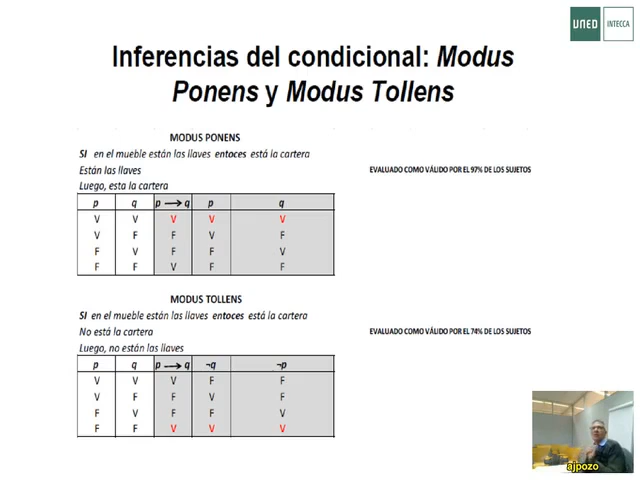 UNED INTECCA
Inferencias del condicional: Modus
Ponens y Modus Tollens
MODUS PONENS
SI en el mueble están las llaves entoces está la cartera
Están las llaves
Luego, esta la cartera
EVALUADO COMO VÁLIDO POR EL 97% DE LOS SUJETOS
p q p → q p q
V V V V V
V F F V F
F V F F V
F F V F F
MODUS TOLLENS
SI en el mueble están las llaves entoces está la cartera
No está la cartera
Luego, no están las llaves
EVALUADO COMO VÁLIDO POR EL 74% DE LOS SUJETOS
p q p → q ¬q ¬p
V V V F F
V F F V F
F V F F V
F F V V V
ajpozo